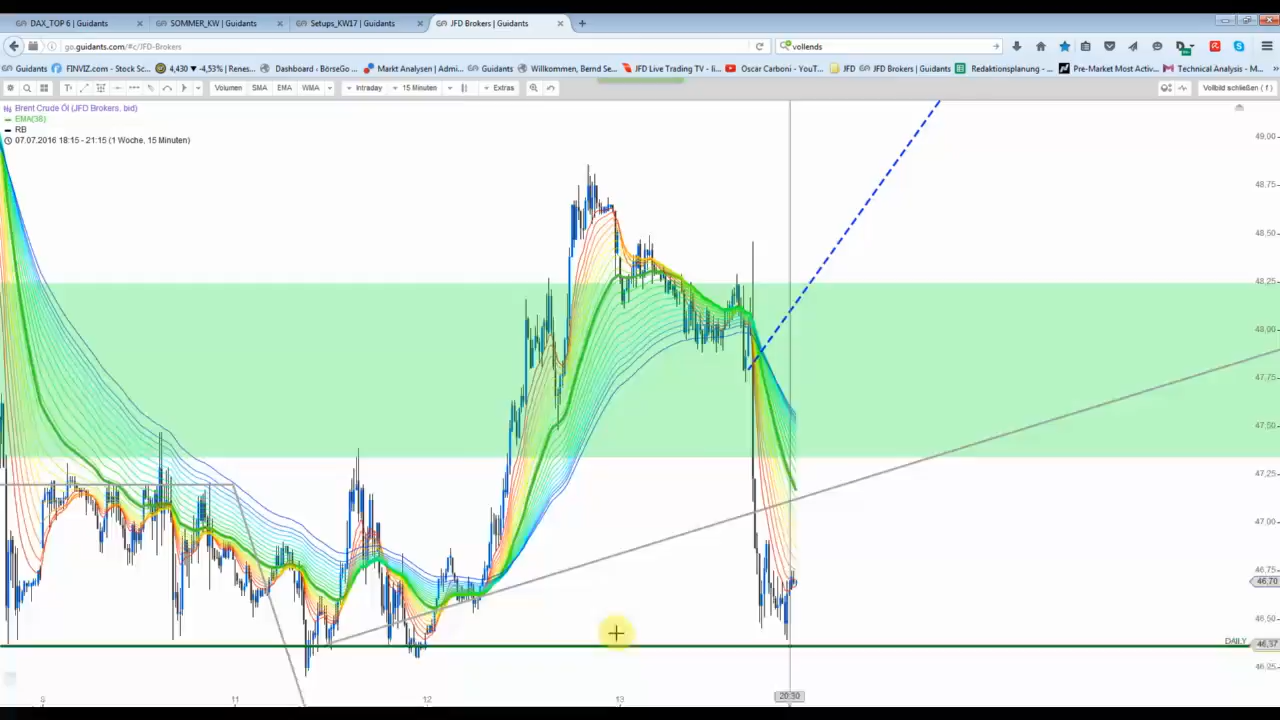 DAX_TOP 6 | Guidants
SOMMER_KW | Guidants
Setups_KW17 | Guidants
JFD Brokers | Guidants
go.guidants.com/#c/JFD-Brokers
vollends
Guidants
FINVIZ.com - Stock Sc...
4,430 ▼ -4,53% | Renes...
Dashboard ‹ BörseGo ...
Markt Analysen | Admi...
Guidants
Willkommen, Bernd Se...
JFD Live Trading TV - li...
Oscar Carboni - YouT...
JFD
JFD Brokers | Guidants
Redaktionsplanung - ...
Pre-Market Most Activ...
Technical Analysis - M...
Volumen
SMA
EMA
WMA
Intraday
15 Minuten
Extras
Vollbild schließen ( f )
Brent Crude Öl (JFD Brokers, bid)
EMA(38)
RB
07.07.2016 18:15 - 21:15 (1 Woche, 15 Minuten)
49,00
48,75
48,50
48,25
48,00
47,75
47,50
47,25
47,00
46,75
46,70
46,50
DAILY
46,37
46,25
11
12
13
20:30